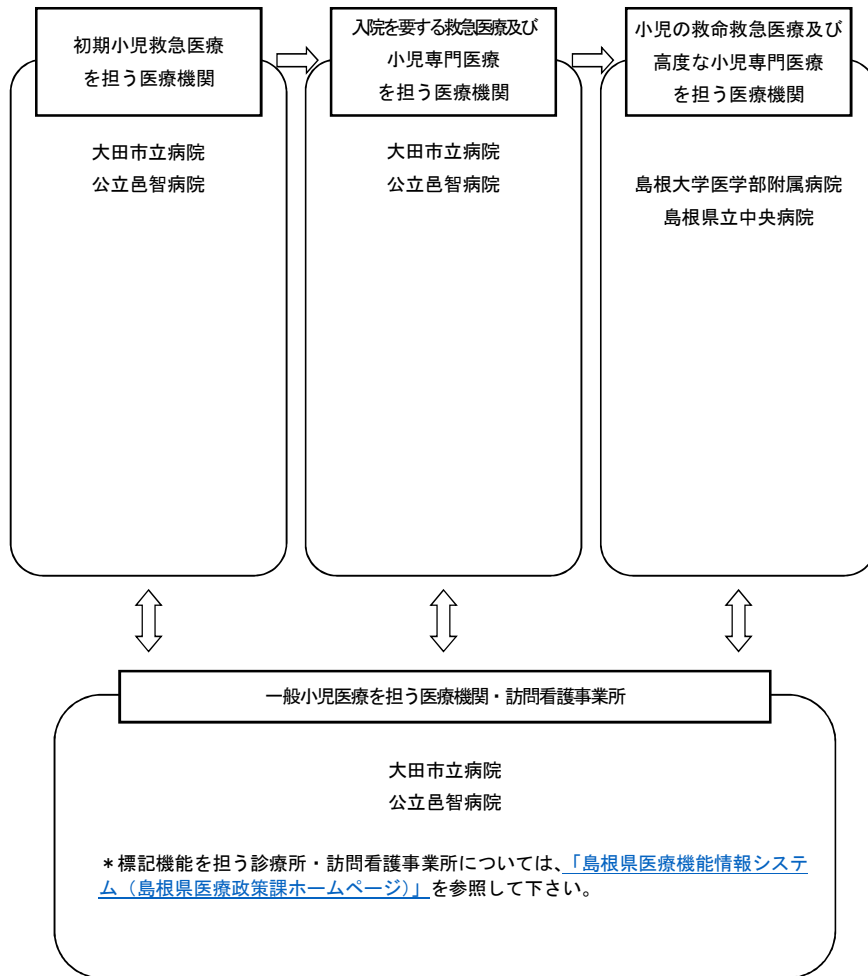 初期小児救急医療
を担う医療機関
大田市立病院
公立邑智病院
入院を要する救急医療及び
小児専門医療
を担う医療機関
大田市立病院
公立邑智病院
小児の救命救急医療及び
高度な小児専門医療
を担う医療機関
島根大学医学部附属病院
島根県立中央病院
一般小児医療を担う医療機関・訪問看護事業所
大田市立病院
公立邑智病院
＊標記機能を担う診療所・訪問看護事業所については、「島根県医療機能情報システ
ム（島根県医療政策課ホームページ）」を参照して下さい。